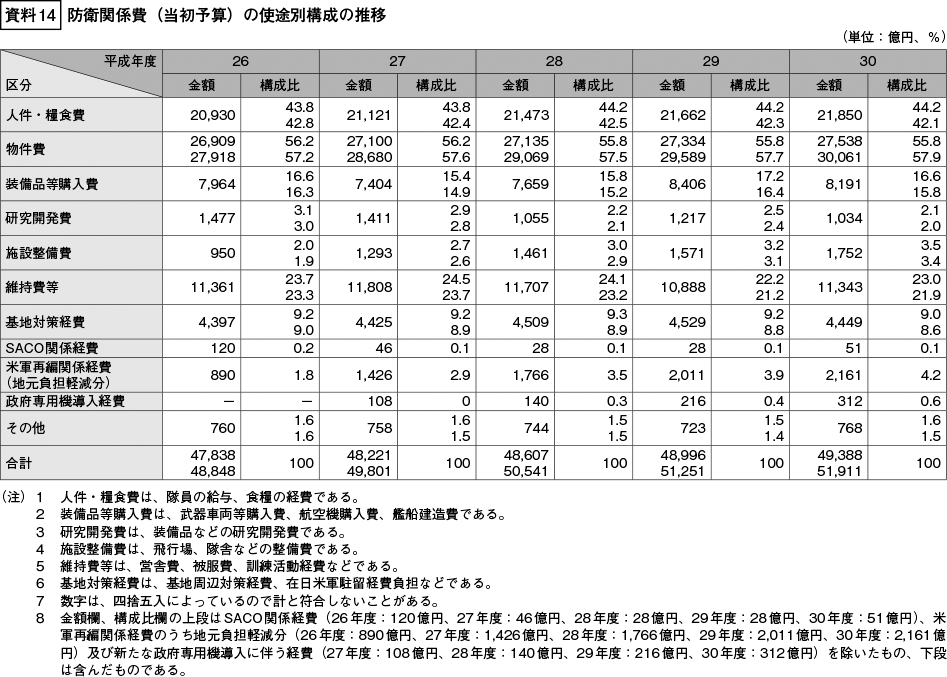 資料14 防衛関係費（当初予算）の使途別構成の推移
（単位：億円、％）
平成年度 26 27 28 29 30
区分 金額 構成比 金額 構成比 金額 構成比 金額 構成比 金額 構成比
人件・糧食費 20,930 43.8 21,121 43.8 21,473 44.2 21,662 44.2 21,850 44.2
42.8 42.4 42.5 42.3 42.1
物件費 26,909 56.2 27,100 56.2 27,135 55.8 27,334 55.8 27,538 55.8
27,918 57.2 28,680 57.6 29,069 57.5 29,589 57.7 30,061 57.9
装備品等購入費 7,964 16.6 7,404 15.4 7,659 15.8 8,406 17.2 8,191 16.6
16.3 14.9 15.2 16.4 15.8
研究開発費 1,477 3.1 1,411 2.9 1,055 2.2 1,217 2.5 1,034 2.1
3.0 2.8 2.1 2.4 2.0
施設整備費 950 2.0 1,293 2.7 1,461 3.0 1,571 3.2 1,752 3.5
1.9 2.6 2.9 3.1 3.4
維持費等 11,361 23.7 11,808 24.5 11,707 24.1 10,888 22.2 11,343 23.0
23.3 23.7 23.2 21.2 21.9
基地対策経費 4,397 9.2 4,425 9.2 4,509 9.3 4,529 9.2 4,449 9.0
9.0 8.9 8.9 8.8 8.6
SACO関係経費 120 0.2 46 0.1 28 0.1 28 0.1 51 0.1
米軍再編関係経費
（地元負担軽減分） 890 1.8 1,426 2.9 1,766 3.5 2,011 3.9 2,161 4.2
政府専用機導入経費 － － 108 0 140 0.3 216 0.4 312 0.6
その他 760 1.6 758 1.6 744 1.5 723 1.5 768 1.6
1.6 1.5 1.5 1.4 1.5
合計 47,838 100 48,221 100 48,607 100 48,996 100 49,388 100
48,848 49,801 50,541 51,251 51,911
（注） 1 人件・糧食費は、隊員の給与、食糧の経費である。
2 装備品等購入費は、武器車両等購入費、航空機購入費、艦船建造費である。
3 研究開発費は、装備品などの研究開発費である。
4 施設整備費は、飛行場、隊舎などの整備費である。
5 維持費等は、営舎費、被服費、訓練活動経費などである。
6 基地対策経費は、基地周辺対策経費、在日米軍駐留経費負担などである。
7 数字は、四捨五入によっているので計と符合しないことがある。
8 金額欄、構成比欄の上段はSACO関係経費（26年度：120億円、27年度：46億円、28年度：28億円、29年度：28億円、30年度：51億円）、米
軍再編関係経費のうち地元負担軽減分（26年度：890億円、27年度：1,426億円、28年度：1,766億円、29年度：2,011億円、30年度：2,161億
円）及び新たな政府専用機導入に伴う経費（27年度：108億円、28年度：140億円、29年度：216億円、30年度：312億円）を除いたもの、下段
は含んだものである。